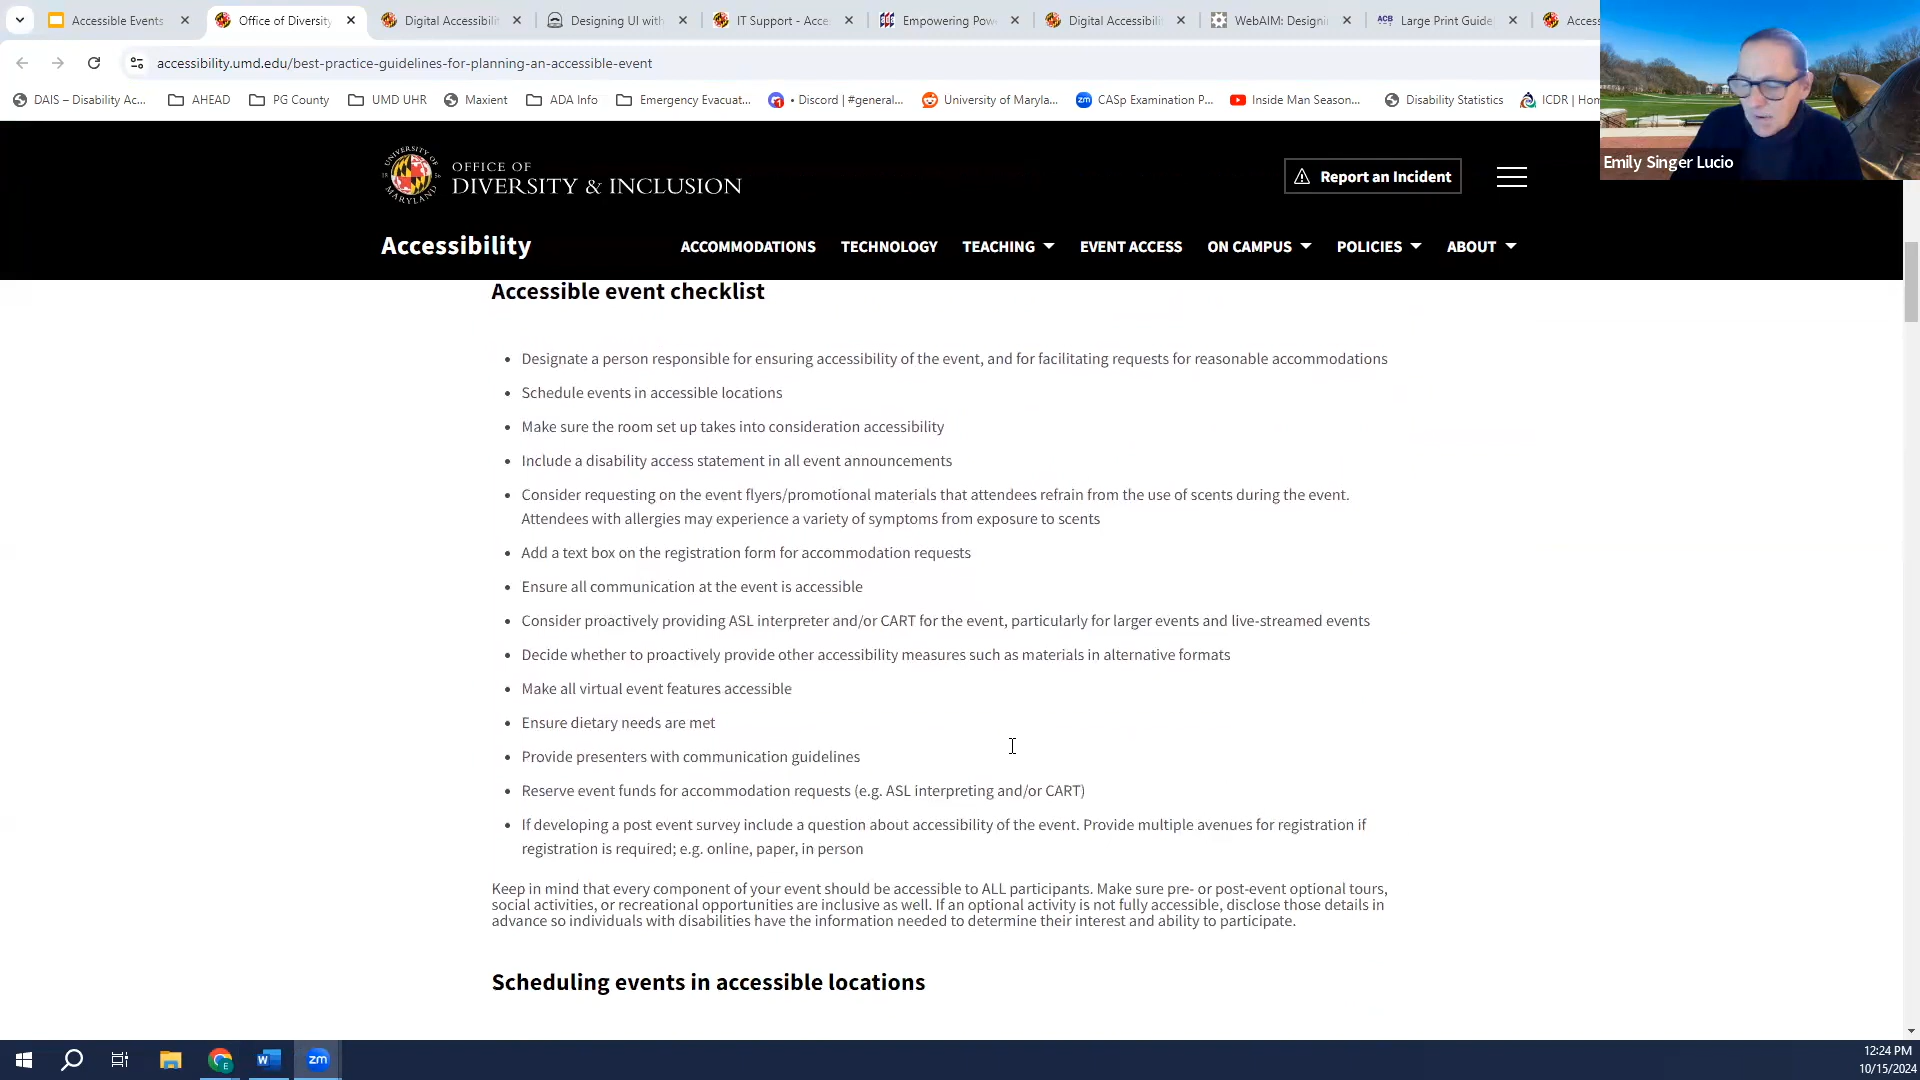 Accessible Events
Office of Diversity
Digital Accessibili
Designing UI with
IT Support - Acce
Empowering Pow
Digital Accessibili
WebAIM: Designi
ACB
Large Print Guide
Acces
accessibility.umd.edu/best-practice-guidelines-for-planning-an-accessible-event
DAIS – Disability Ac...
AHEAD
PG County
UMD UHR
Maxient
ADA Info
Emergency Evacuat...
• Discord | #general...
University of Maryla...
zm
CASp Examination P...
Inside Man Season...
Disability Statistics
ICDR | Hom
Emily Singer Lucio
UNIVERSITY OF
18 56
MARYLAND
OFFICE OF
DIVERSITY & INCLUSION
Report an Incident
Accessibility
ACCOMMODATIONS
TECHNOLOGY
TEACHING
EVENT ACCESS
ON CAMPUS
POLICIES
ABOUT
Accessible event checklist
• Designate a person responsible for ensuring accessibility of the event, and for facilitating requests for reasonable accommodations
• Schedule events in accessible locations
• Make sure the room set up takes into consideration accessibility
• Include a disability access statement in all event announcements
• Consider requesting on the event flyers/promotional materials that attendees refrain from the use of scents during the event.
Attendees with allergies may experience a variety of symptoms from exposure to scents
• Add a text box on the registration form for accommodation requests
• Ensure all communication at the event is accessible
• Consider proactively providing ASL interpreter and/or CART for the event, particularly for larger events and live-streamed events
• Decide whether to proactively provide other accessibility measures such as materials in alternative formats
• Make all virtual event features accessible
• Ensure dietary needs are met
• Provide presenters with communication guidelines
• Reserve event funds for accommodation requests (e.g. ASL interpreting and/or CART)
• If developing a post event survey include a question about accessibility of the event. Provide multiple avenues for registration if
registration is required; e.g. online, paper, in person
Keep in mind that every component of your event should be accessible to ALL participants. Make sure pre- or post-event optional tours,
social activities, or recreational opportunities are inclusive as well. If an optional activity is not fully accessible, disclose those details in
advance so individuals with disabilities have the information needed to determine their interest and ability to participate.
Scheduling events in accessible locations
E
W
zm
12:24 PM
10/15/2024